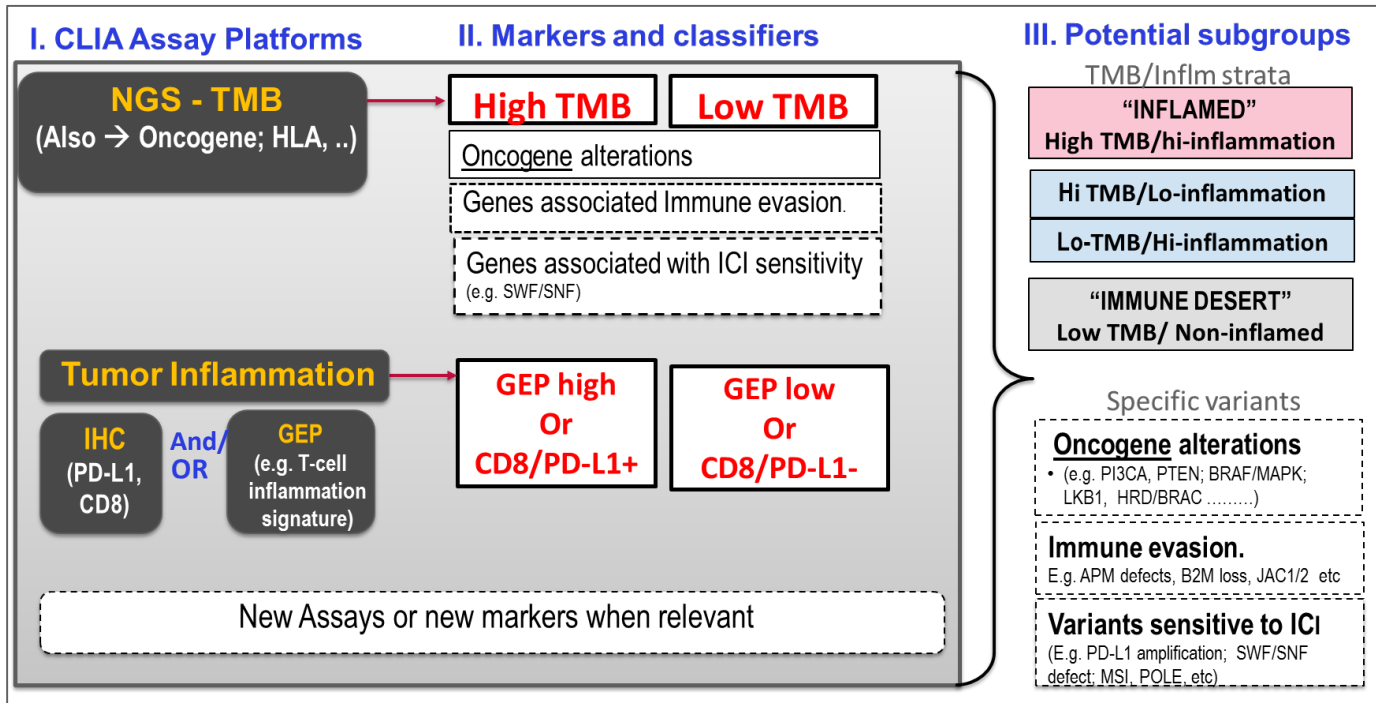 I. CLIA Assay Platforms
II. Markers and classifiers
III. Potential subgroups
NGS - TMB
(Also → Oncogene; HLA, ..)
High TMB
Low TMB
Oncogene alterations
Genes associated Immune evasion.
Genes associated with ICI sensitivity
(e.g. SWF/SNF)
Tumor Inflammation
IHC
(PD-L1,
CD8)
And/
OR
GEP
(e.g. T-cell
inflammation
signature)
GEP high
Or
CD8/PD-L1+
GEP low
Or
CD8/PD-L1-
New Assays or new markers when relevant
TMB/Inflm strata
“INFLAMED”
High TMB/hi-inflammation
Hi TMB/Lo-inflammation
Lo-TMB/Hi-inflammation
“IMMUNE DESERT”
Low TMB/ Non-inflamed
Specific variants
Oncogene alterations
• (e.g. PI3CA, PTEN; BRAF/MAPK;
LKB1, HRD/BRAC .........)
Immune evasion.
E.g. APM defects, B2M loss, JAC1/2 etc
Variants sensitive to ICI
(E.g. PD-L1 amplification; SWF/SNF
defect; MSI, POLE, etc)